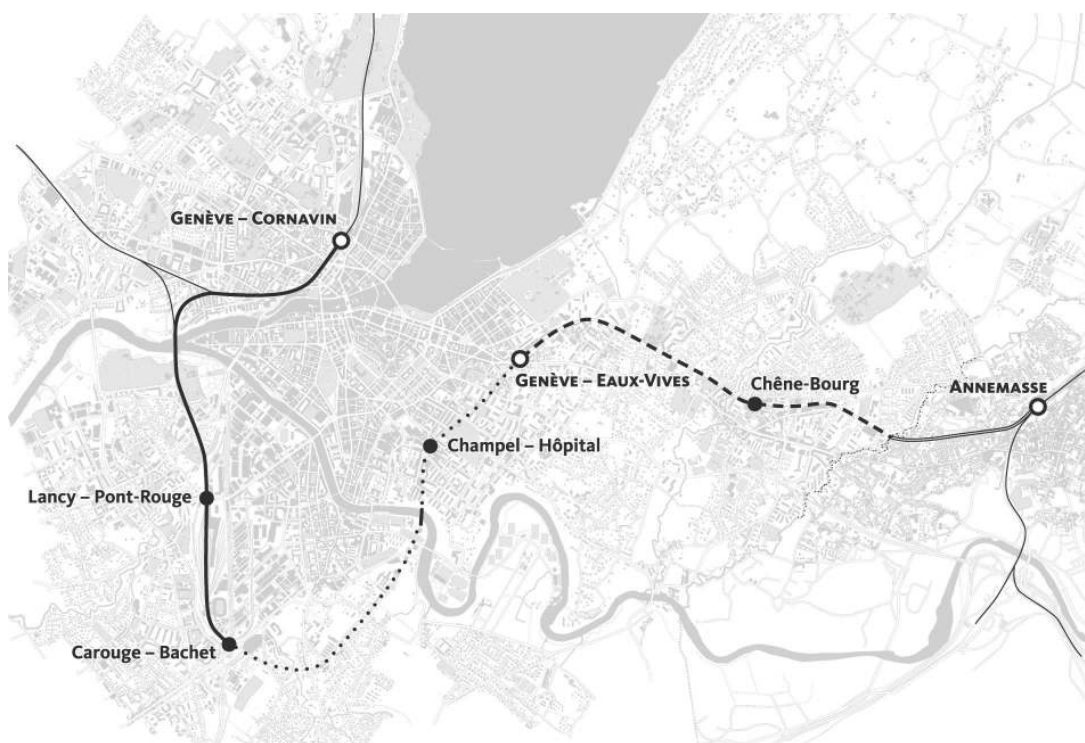 GENÈVE – CORNAVIN
GENÈVE – EAUX-VIVES
Chêne-Bourg
ANNEMASSE
Champel – Hôpital
Lancy – Pont-Rouge
Carouge – Bachet